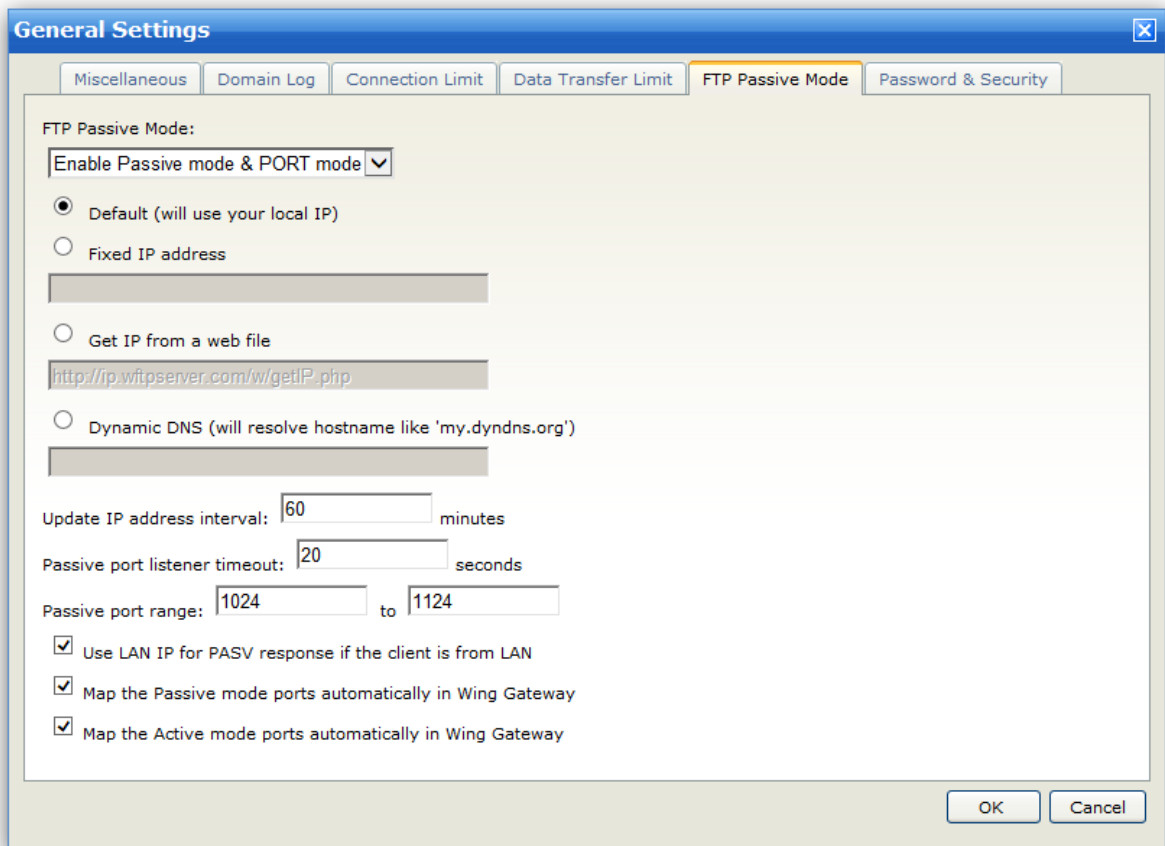 General Settings
Miscellaneous Domain Log Connection Limit Data Transfer Limit FTP Passive Mode Password & Security
FTP Passive Mode:
Enable Passive mode & PORT mode
Default (will use your local IP)
Fixed IP address
Get IP from a web file
http://ip.wftpserver.com/w/getIP.php
Dynamic DNS (will resolve hostname like 'my.dyndns.org')
Update IP address interval: 60 minutes
Passive port listener timeout: 20 seconds
Passive port range: 1024 to 1124
Use LAN IP for PASV response if the client is from LAN
Map the Passive mode ports automatically in Wing Gateway
Map the Active mode ports automatically in Wing Gateway
OK Cancel